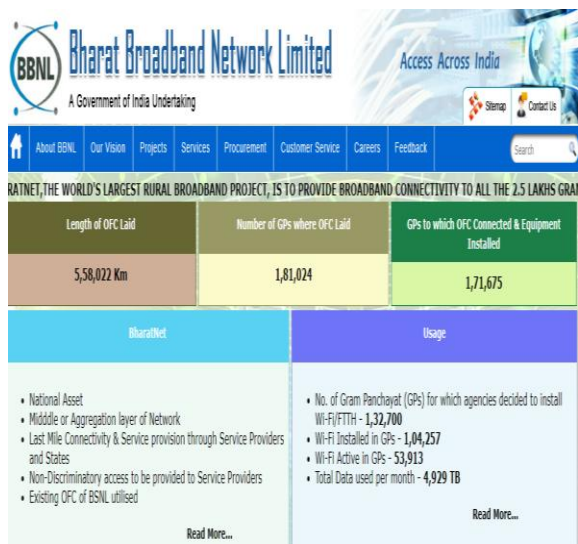 BBNL
Bharat Broadband Network Limited
A Government of India Undertaking
Access Across India
Sitemap
Contact Us
About BBNL Our Vision Projects Services Procurement Customer Service Careers Feedback Search
RATNET,THE WORLD'S LARGEST RURAL BROADBAND PROJECT, IS TO PROVIDE BROADBAND CONNECTIVITY TO ALL THE 2.5 LAKHS GRAM
Length of OFC Laid
5,58,022 Km
Number of GPs where OFC Laid
1,81,024
GPs to which OFC Connected & Equipment
Installed
1,71,675
BharatNet
• National Asset
• Midddle or Aggregation layer of Network
• Last Mile Connectivity & Service provision through Service Providers
and States
• Non-Discriminatory access to be provided to Service Providers
• Existing OFC of BSNL utilised
Read More...
Usage
• No. of Gram Panchayat (GPs) for which agencies decided to install
Wi-Fi/FTTH - 1,32,700
• Wi-Fi Installed in GPs - 1,04,257
• Wi-Fi Active in GPs - 53,913
• Total Data used per month - 4,929 TB
Read More...